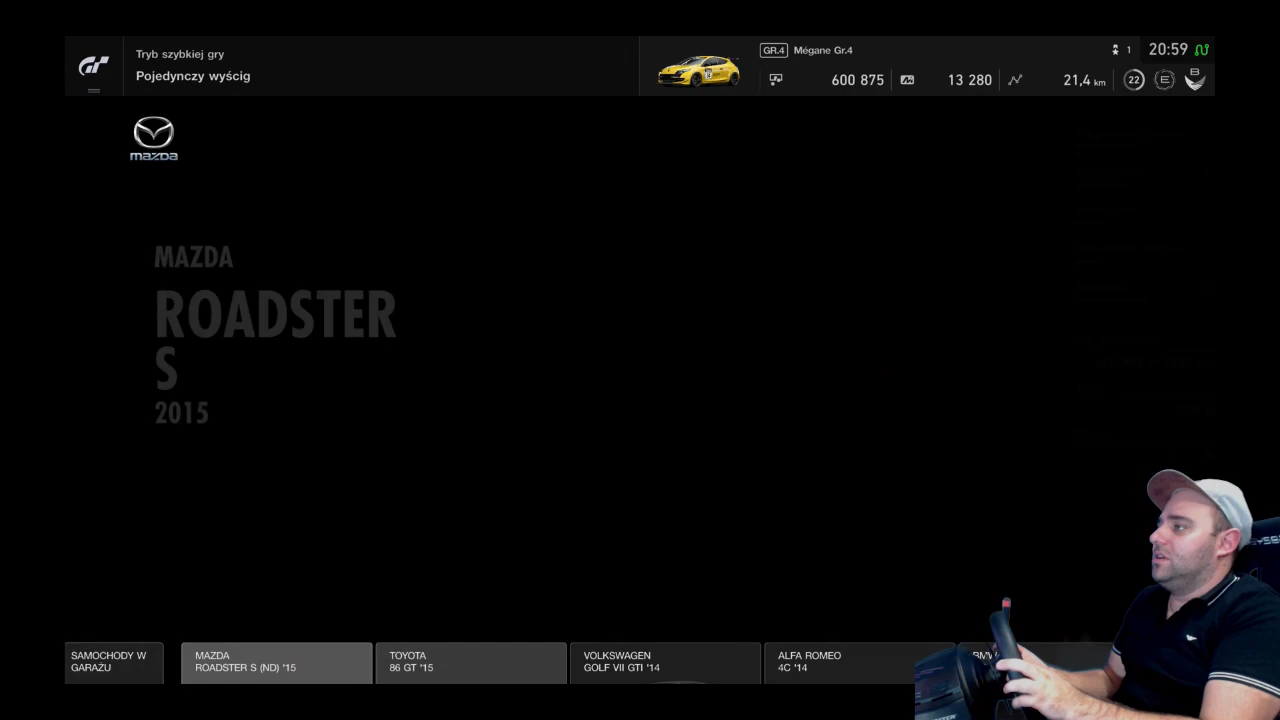 Tryb szybkiej gry
Pojedynczy wyścig
GR.4 Mégane Gr.4
1 20:59
600 875 13 280 21,4 km 22 E B
mazda
MAZDA
ROADSTER
S
2015
SAMOCHODY W
GARAŻU
MAZDA
ROADSTER S (ND) '15
TOYOTA
86 GT '15
VOLKSWAGEN
GOLF VII GTI '14
ALFA ROMEO
4C '14
BMW